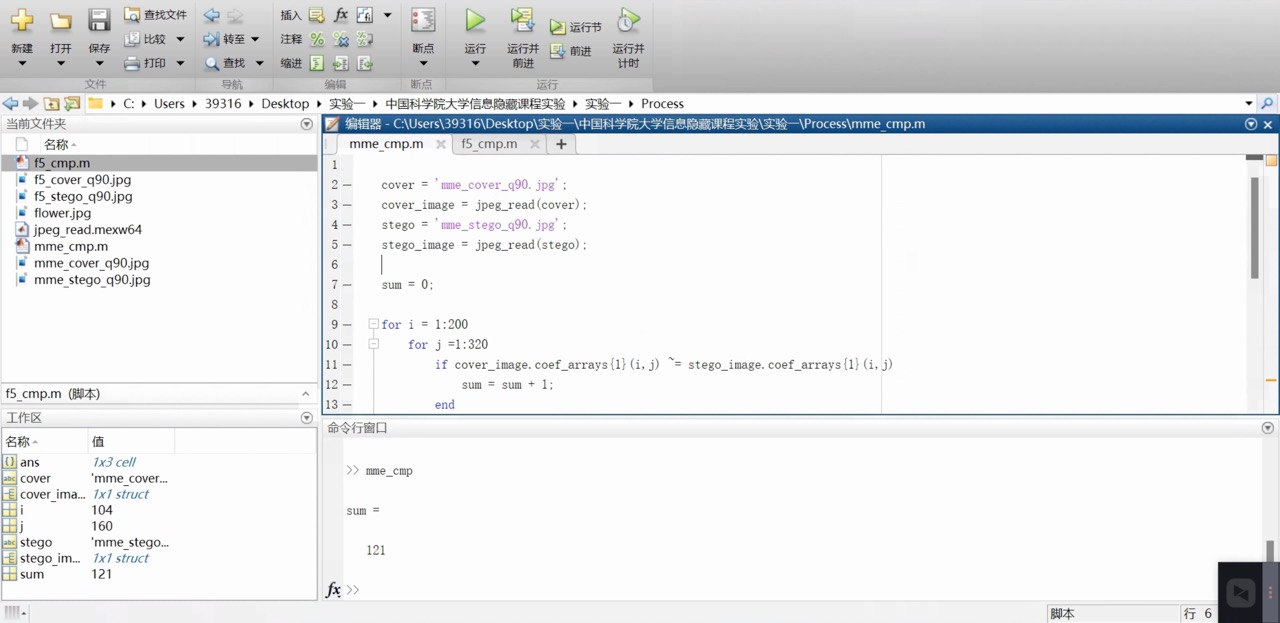 新建 打开 保存 查找文件 比较 打印 转至 查找 插入 fx 注释 缩进 断点 运行 运行并前进 运行节 前进 运行并计时
文件 导航 编辑 断点 运行
C: Users 39316 Desktop 实验一 中国科学院大学信息隐藏课程实验 实验一 Process
当前文件夹
名称
f5_cmp.m
f5_cover_q90.jpg
f5_stego_q90.jpg
flower.jpg
jpeg_read.mexw64
mme_cmp.m
mme_cover_q90.jpg
mme_stego_q90.jpg
f5_cmp.m (脚本)
工作区
名称 值
ans 1x3 cell
cover 'mme_cover...
cover_ima... 1x1 struct
i 104
j 160
stego 'mme_stego...
stego_im... 1x1 struct
sum 121
编辑器 - C:\Users\39316\Desktop\实验一\中国科学院大学信息隐藏课程实验\实验一\Process\mme_cmp.m
mme_cmp.m f5_cmp.m
1
2 cover = 'mme_cover_q90.jpg';
3 cover_image = jpeg_read(cover);
4 stego = 'mme_stego_q90.jpg';
5 stego_image = jpeg_read(stego);
6
7 sum = 0;
8
9 for i = 1:200
10 for j =1:320
11 if cover_image.coef_arrays{1}(i,j) ~= stego_image.coef_arrays{1}(i,j)
12 sum = sum + 1;
13 end
命令行窗口
>> mme_cmp
sum =
121
fx >>
脚本 行 6